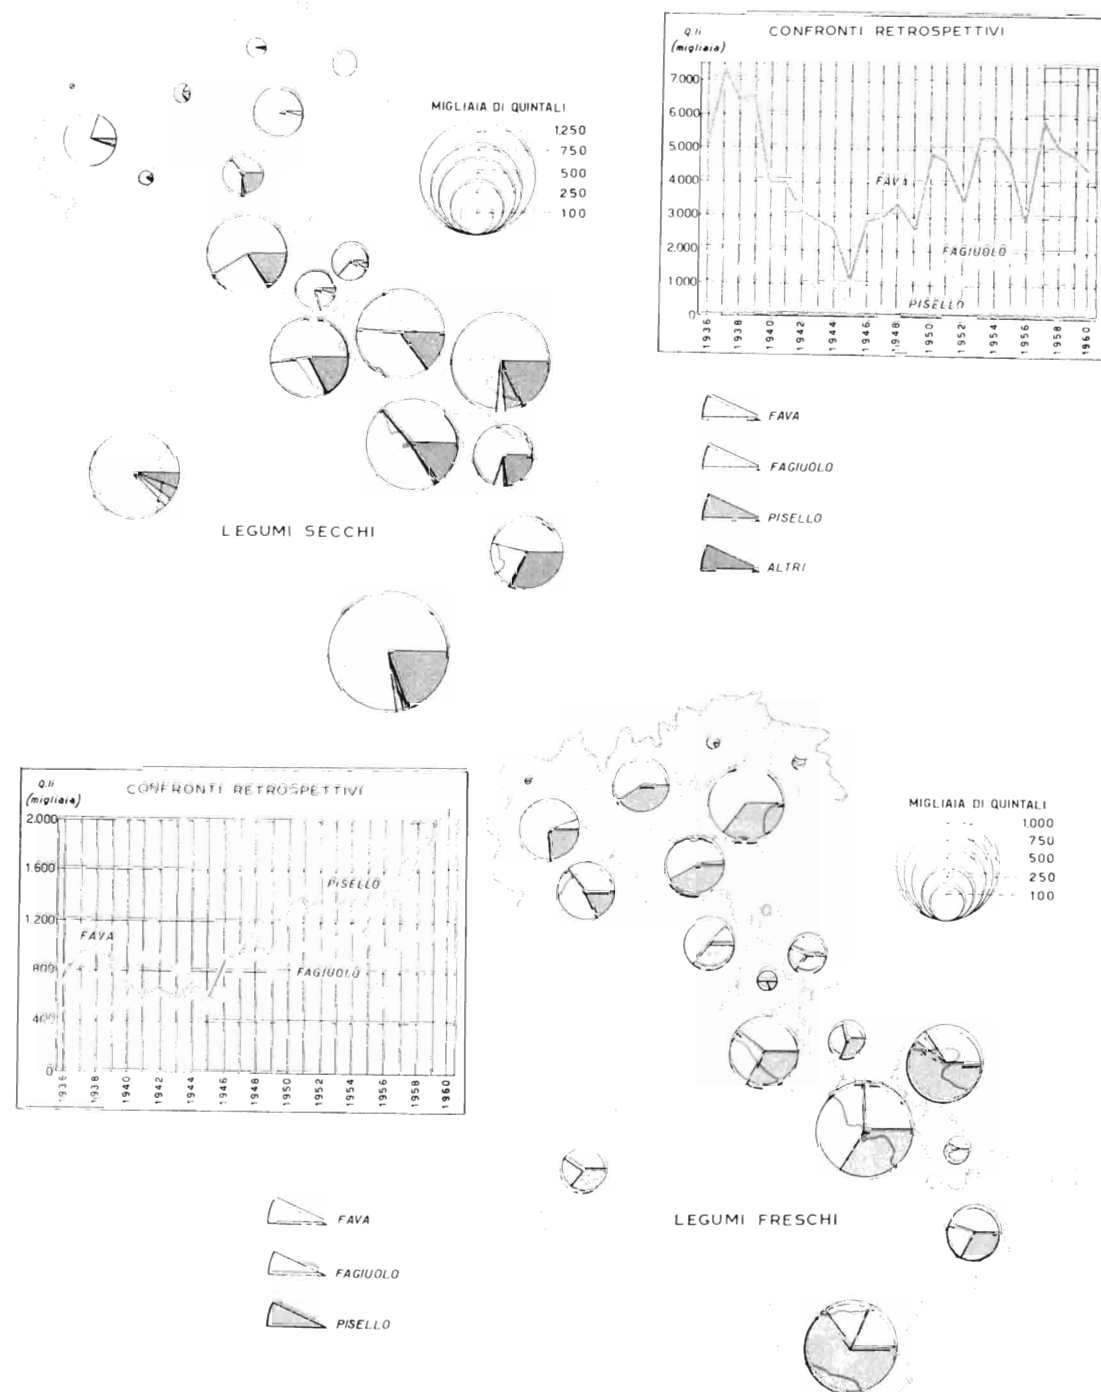 Q.li
(migliaia)
CONFRONTI RETROSPETTIVI
7.000
6.000
5.000
4.000
3.000
2.000
1.000
0
FAVA
FAGIUOLO
PISELLO
1936
1938
1940
1942
1944
1946
1948
1950
1952
1954
1956
1958
1960
MIGLIAIA DI QUINTALI
1.250
750
500
250
100
FAVA
FAGIUOLO
PISELLO
ALTRI
LEGUMI SECCHI
Q.li
(migliaia)
CONFRONTI RETROSPETTIVI
2.000
1.600
1.200
800
400
0
PISELLO
FAVA
FAGIUOLO
1936
1938
1940
1942
1944
1946
1948
1950
1952
1954
1956
1958
1960
MIGLIAIA DI QUINTALI
1.000
750
500
250
100
LEGUMI FRESCHI
FAVA
FAGIUOLO
PISELLO